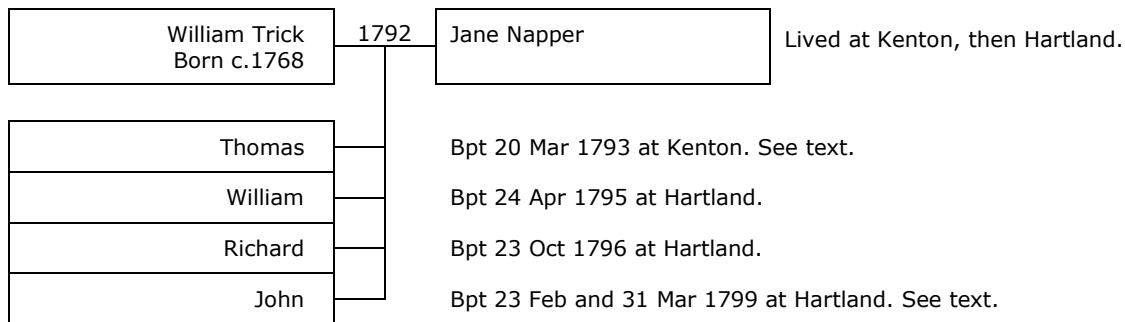 William Trick
Born c.1768
1792
Jane Napper
Lived at Kenton, then Hartland.
Thomas
Bpt 20 Mar 1793 at Kenton. See text.
William
Bpt 24 Apr 1795 at Hartland.
Richard
Bpt 23 Oct 1796 at Hartland.
John
Bpt 23 Feb and 31 Mar 1799 at Hartland. See text.